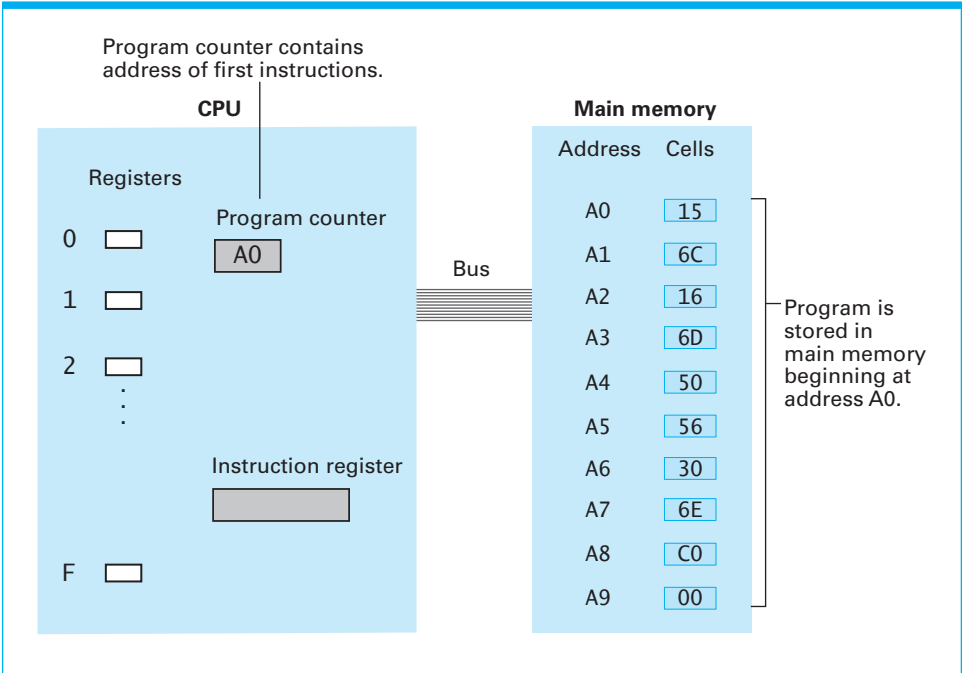 Program counter contains
address of first instructions.
CPU
Registers
Program counter
0
A0
1
2
Instruction register
F
Bus
Main memory
Address Cells
A0 15
A1 6C
A2 16
A3 6D
A4 50
A5 56
A6 30
A7 6E
A8 C0
A9 00
Program is
stored in
main memory
beginning at
address A0.